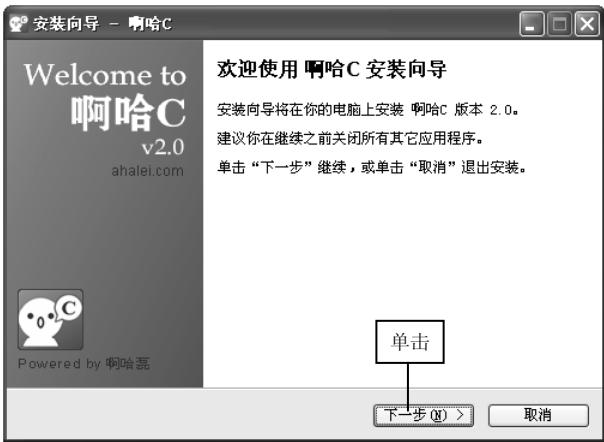 安装向导 - 啊哈C
Welcome to
啊哈C
v2.0
ahalei.com
欢迎使用 啊哈C 安装向导
安装向导将在你的电脑上安装 啊哈C 版本 2.0。
建议你在继续之前关闭所有其它应用程序。
单击“下一步”继续，或单击“取消”退出安装。
C
Powered by 啊哈磊
单击
下一步(N) >
取消